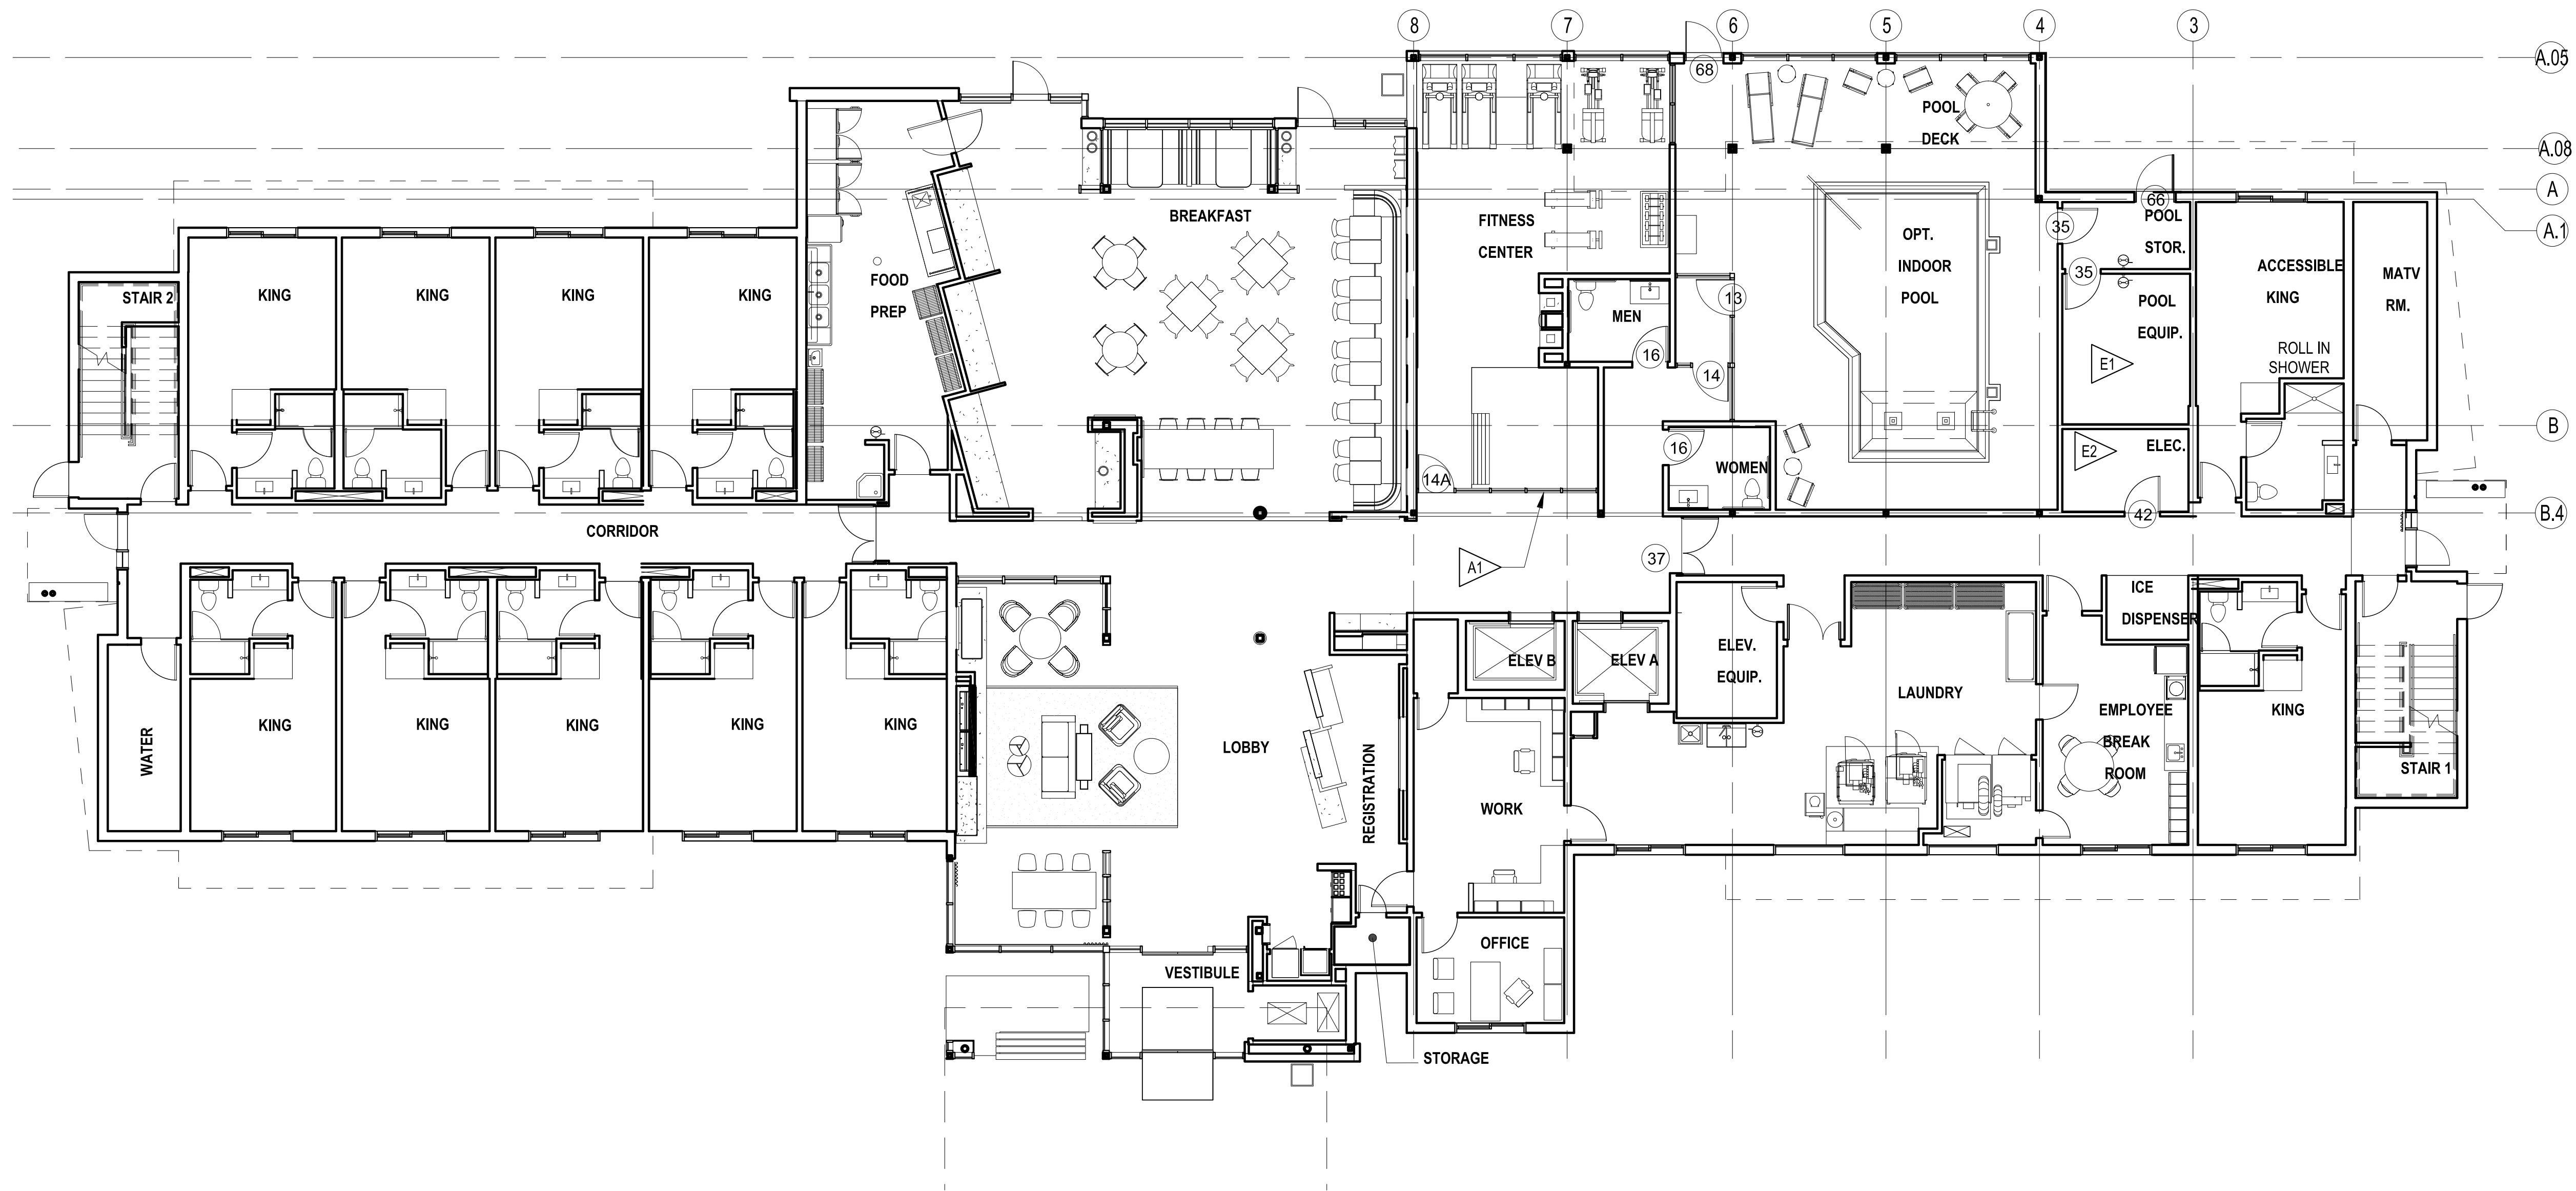 8
7
6
5
4
3
A.05
68
POOL
DECK
A.08
A
66
POOL
STOR.
35
A.1
BREAKFAST
FITNESS
CENTER
OPT.
INDOOR
POOL
35
ACCESSIBLE
KING
MATV
RM.
FOOD
PREP
STAIR 2
KING
KING
KING
KING
13
MEN
16
14
POOL
EQUIP.
E1
ROLL IN
SHOWER
B
16
WOMEN
14A
E2
ELEC.
42
B.4
CORRIDOR
A1
37
ICE
DISPENSER
ELEV B
ELEV A
ELEV.
EQUIP.
LAUNDRY
EMPLOYEE
BREAK
ROOM
KING
STAIR 1
WATER
KING
KING
KING
KING
KING
LOBBY
REGISTRATION
WORK
OFFICE
VESTIBULE
STORAGE